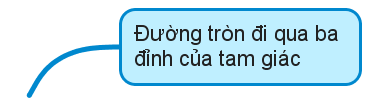 Đường tròn đi qua ba
đỉnh của tam giác